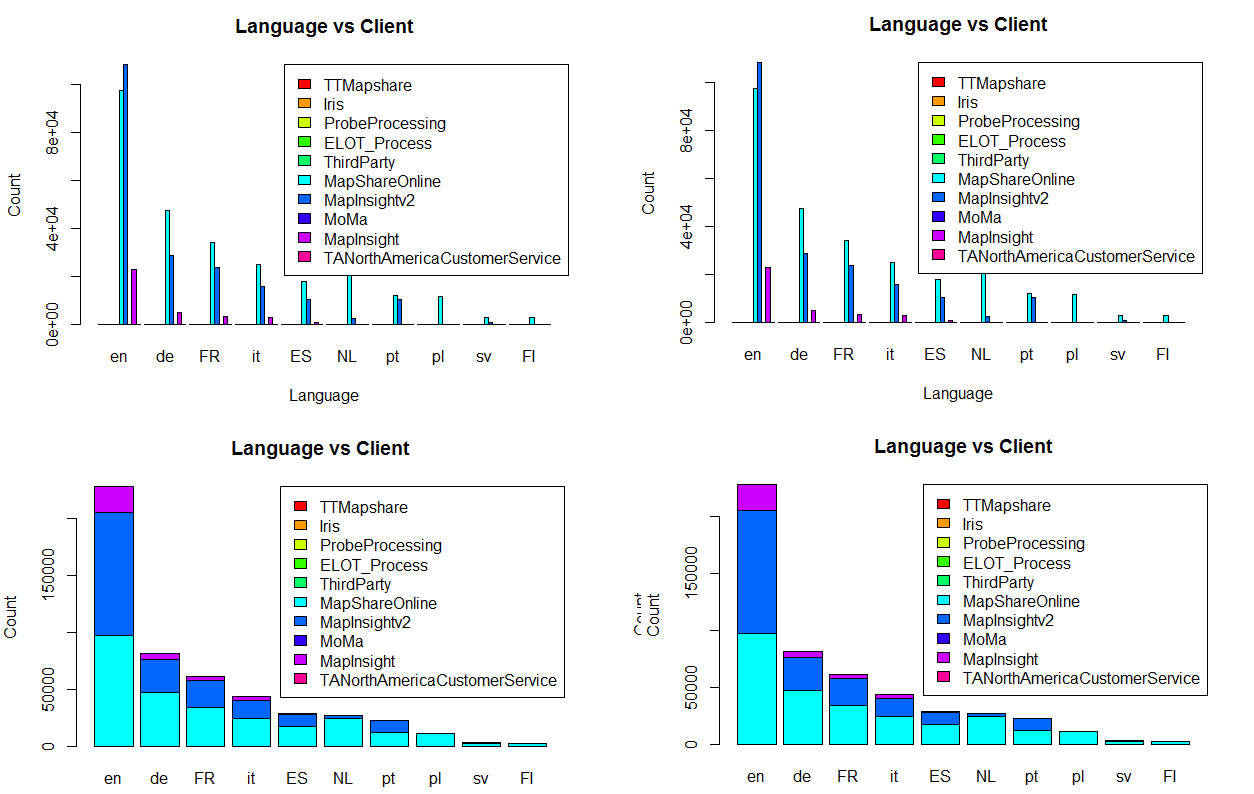 Language vs Client
Count
0e+00 4e+04 8e+04
TTMapshare
Iris
ProbeProcessing
ELOT_Process
ThirdParty
MapShareOnline
MapInsightv2
MoMa
MapInsight
TANorthAmericaCustomerService
en de FR it ES NL pt pl sv FI
Language
Language vs Client
Count
0e+00 4e+04 8e+04
TTMapshare
Iris
ProbeProcessing
ELOT_Process
ThirdParty
MapShareOnline
MapInsightv2
MoMa
MapInsight
TANorthAmericaCustomerService
en de FR it ES NL pt pl sv FI
Language
Language vs Client
Count
0 50000 150000
TTMapshare
Iris
ProbeProcessing
ELOT_Process
ThirdParty
MapShareOnline
MapInsightv2
MoMa
MapInsight
TANorthAmericaCustomerService
en de FR it ES NL pt pl sv FI
Language vs Client
Count
Count
0 50000 150000
TTMapshare
Iris
ProbeProcessing
ELOT_Process
ThirdParty
MapShareOnline
MapInsightv2
MoMa
MapInsight
TANorthAmericaCustomerService
en de FR it ES NL pt pl sv FI